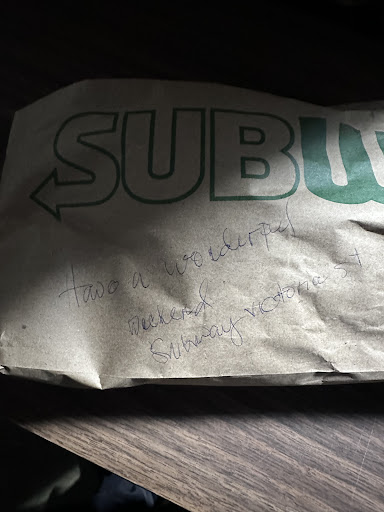 SUBW
Have a wonderful
weekend.
Subway victoria st